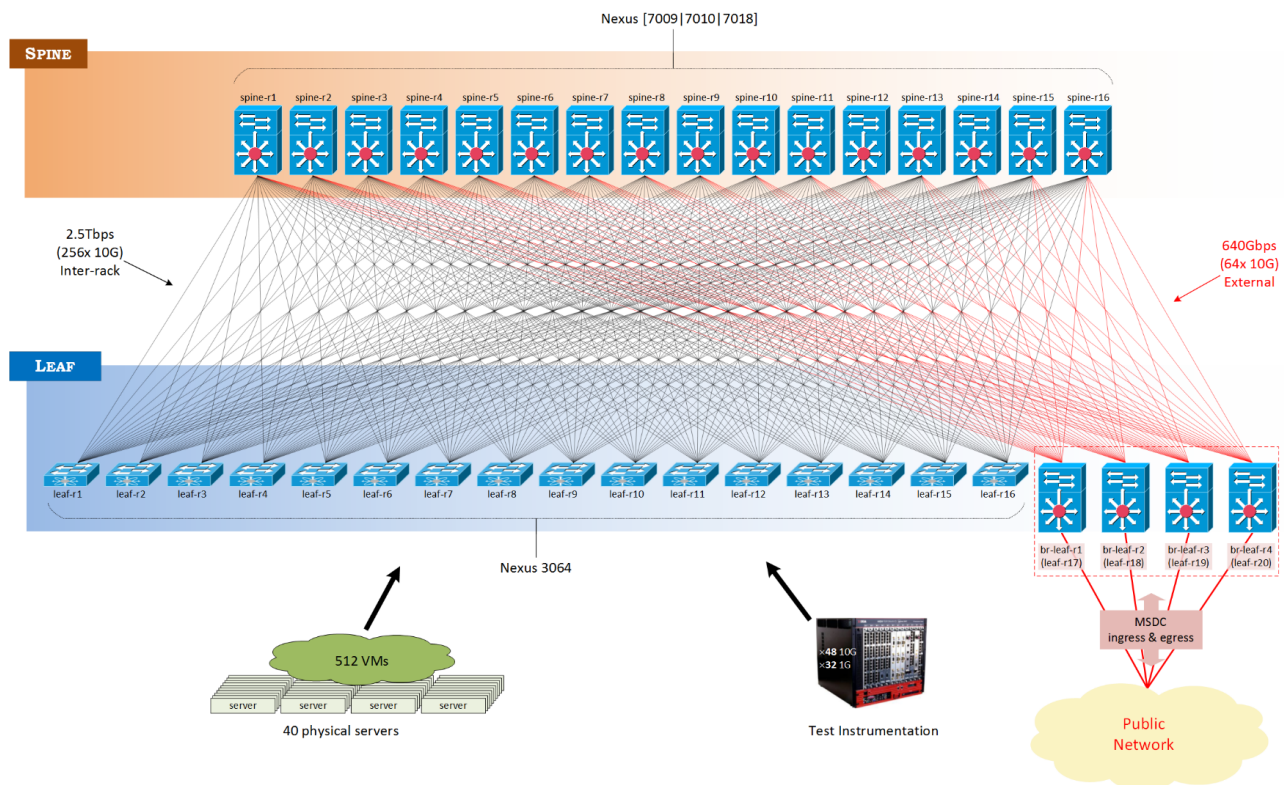 Nexus [7009|7010|7018]
SPINE
spine-r1 spine-r2 spine-r3 spine-r4 spine-r5 spine-r6 spine-r7 spine-r8 spine-r9 spine-r10 spine-r11 spine-r12 spine-r13 spine-r14 spine-r15 spine-r16
2.5Tbps
(256x 10G)
Inter-rack
640Gbps
(64x 10G)
External
LEAF
leaf-r1 leaf-r2 leaf-r3 leaf-r4 leaf-r5 leaf-r6 leaf-r7 leaf-r8 leaf-r9 leaf-r10 leaf-r11 leaf-r12 leaf-r13 leaf-r14 leaf-r15 leaf-r16
br-leaf-r1 br-leaf-r2 br-leaf-r3 br-leaf-r4
(leaf-r17) (leaf-r18) (leaf-r19) (leaf-r20)
Nexus 3064
MSDC
ingress & egress
512 VMs
×48 10G
×32 1G
server server server server
40 physical servers
Test Instrumentation
Public
Network